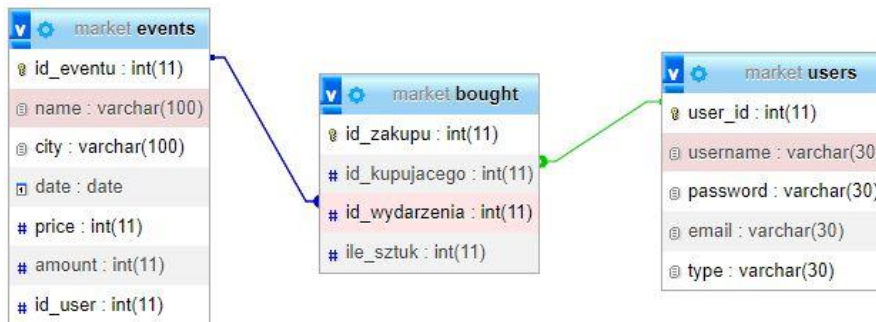 market events
id_eventu : int(11)
name : varchar(100)
city : varchar(100)
date : date
price : int(11)
amount : int(11)
id_user : int(11)
market bought
id_zakupu : int(11)
id_kupujacego : int(11)
id_wydarzenia : int(11)
ile_sztuk : int(11)
market users
user_id : int(11)
username : varchar(30
password : varchar(30)
email : varchar(30)
type : varchar(30)